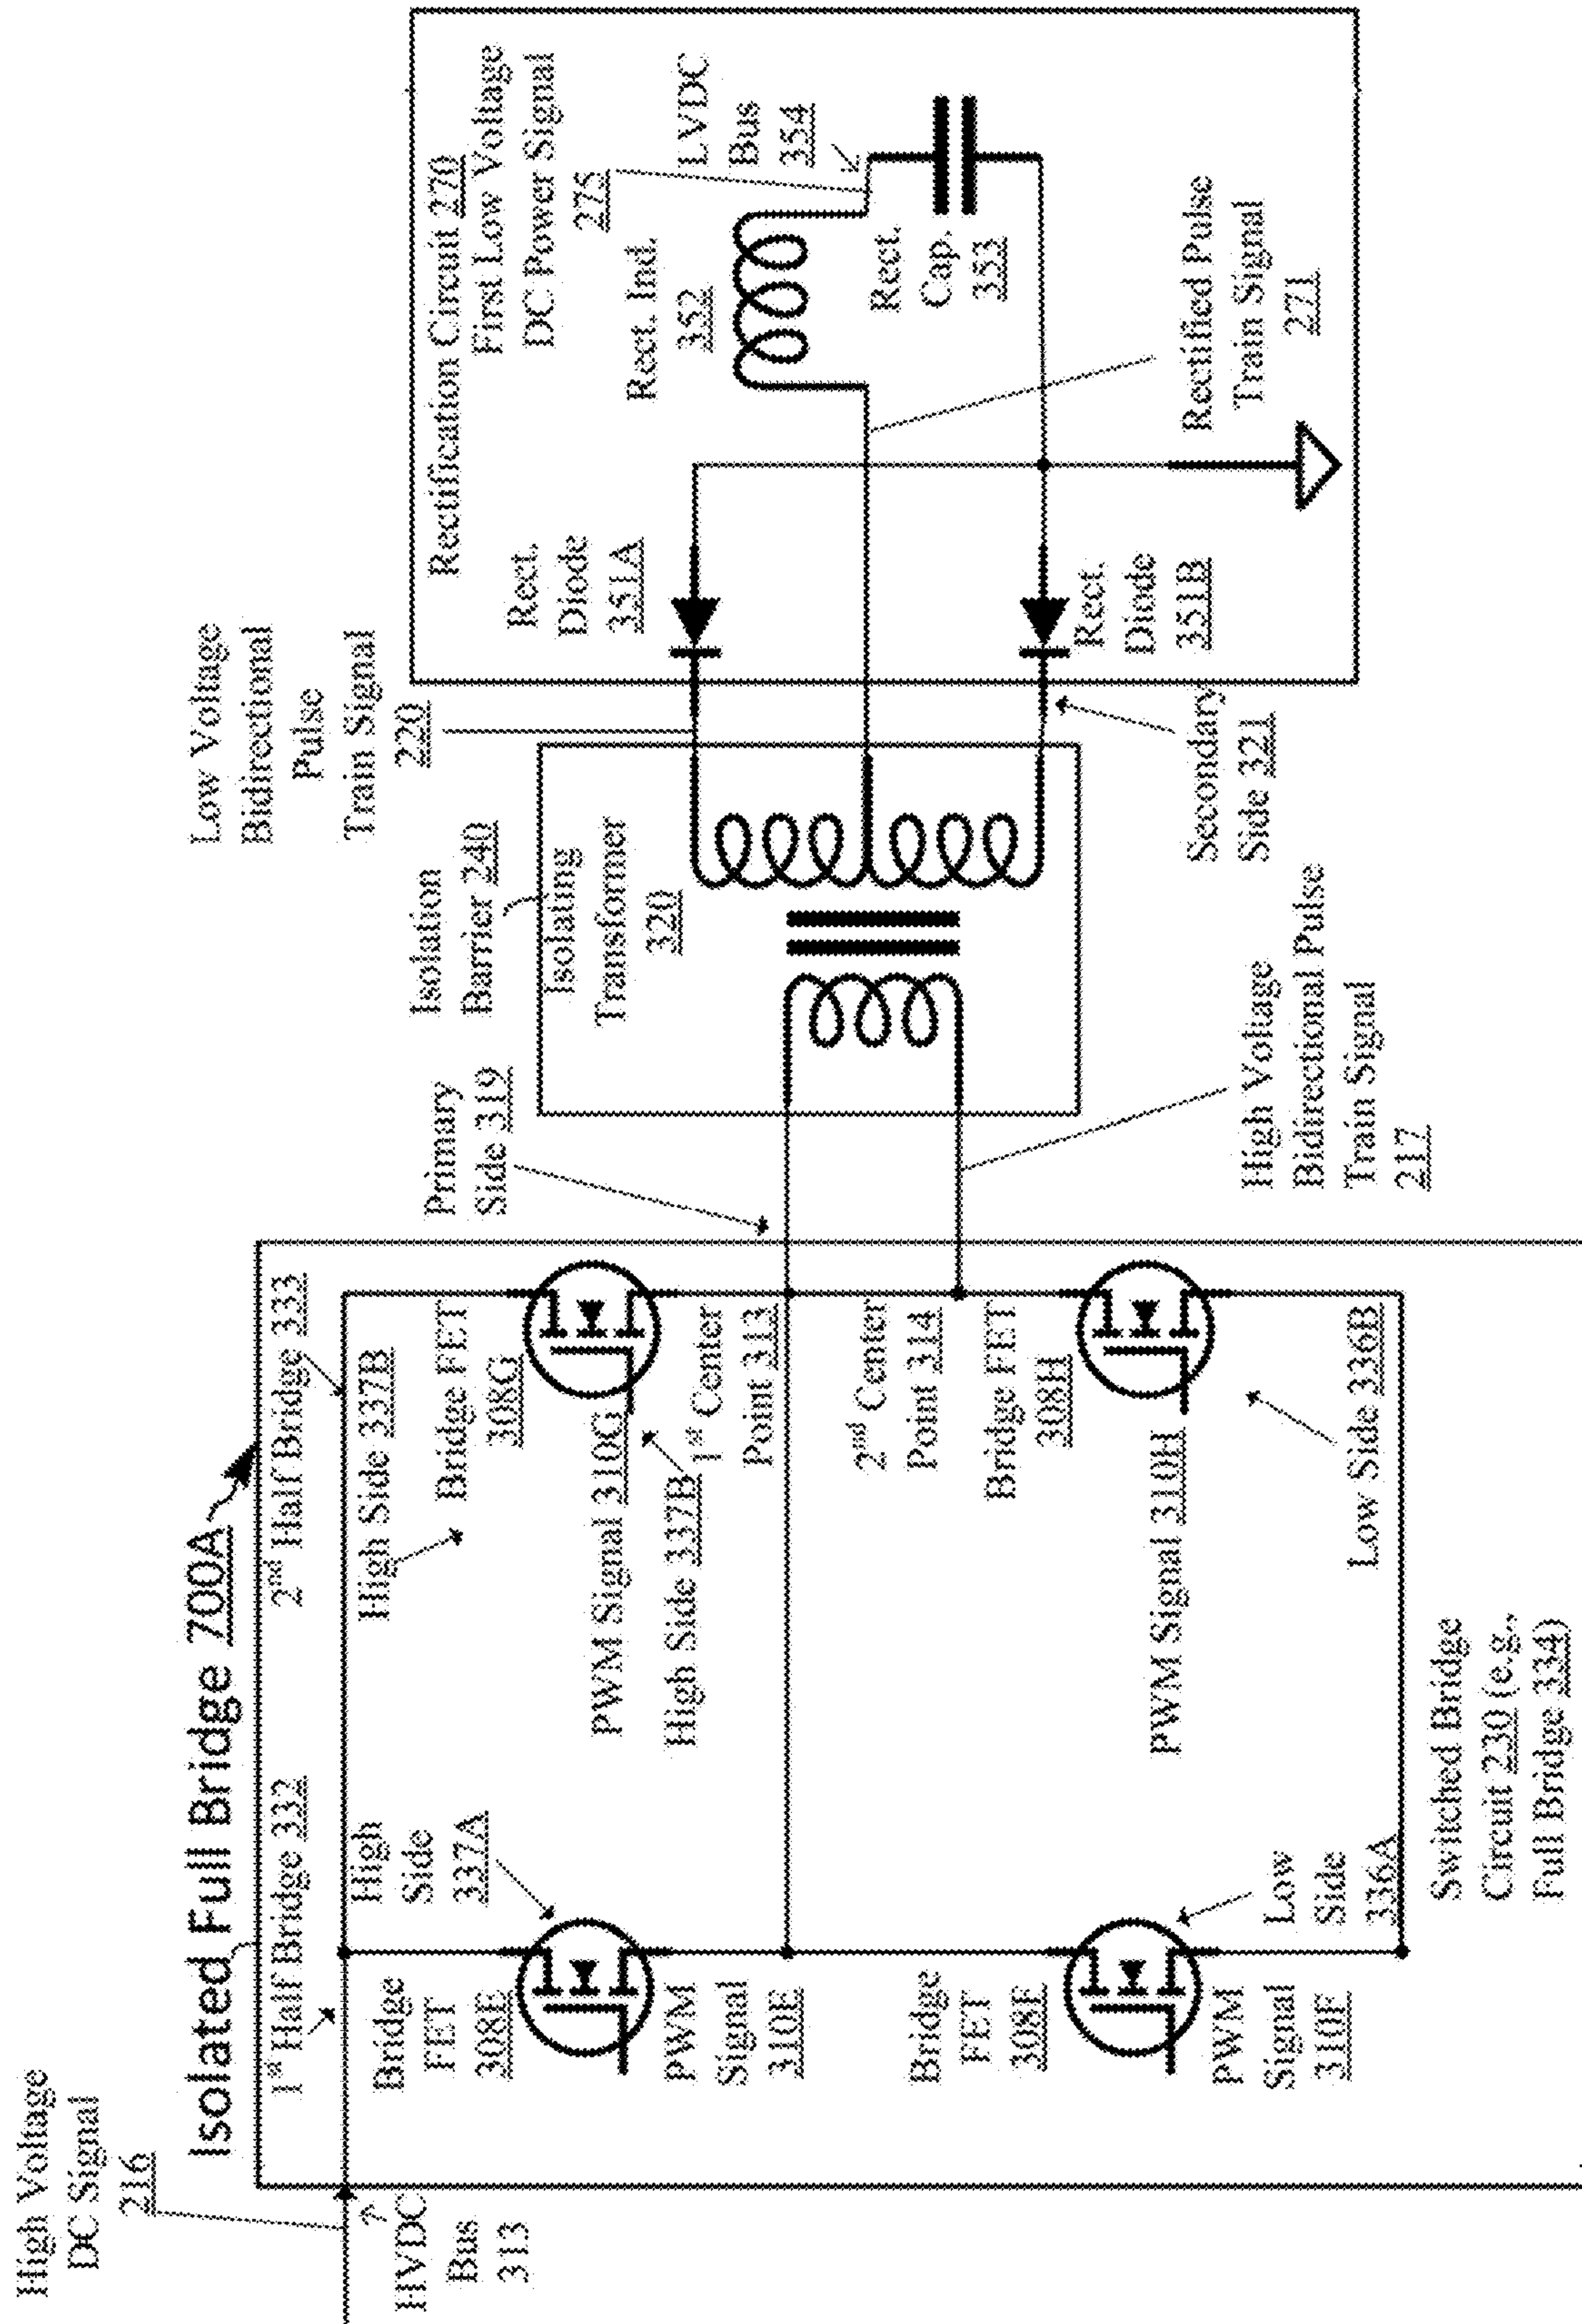 High Voltage
DC Signal
216
HVDC
Bus
313
Isolated Full Bridge 700A
1st Half Bridge 332
2nd Half Bridge 333
High
Side
337A
High Side 337B
Bridge
FET
308E
Bridge FET
308G
PWM
Signal
310E
PWM Signal 310G
High Side 337B
1st Center
Point 313
2nd Center
Point 314
Bridge
FET
308F
Bridge FET
308H
PWM
Signal
310F
PWM Signal 310H
Low
Side
336A
Low Side 336B
Switched Bridge
Circuit 230 (e.g.,
Full Bridge 334)
Primary
Side 319
High Voltage
Bidirectional Pulse
Train Signal
217
Isolation
Barrier 240
Isolating
Transformer
320
Low Voltage
Bidirectional
Pulse
Train Signal
220
Secondary
Side 321
Rectification Circuit 270
First Low Voltage
DC Power Signal
275
Rect.
Diode
351A
Rect. Ind.
352
LVDC
Bus
354
Rect.
Cap.
353
Rect.
Diode
351B
Rectified Pulse
Train Signal
271